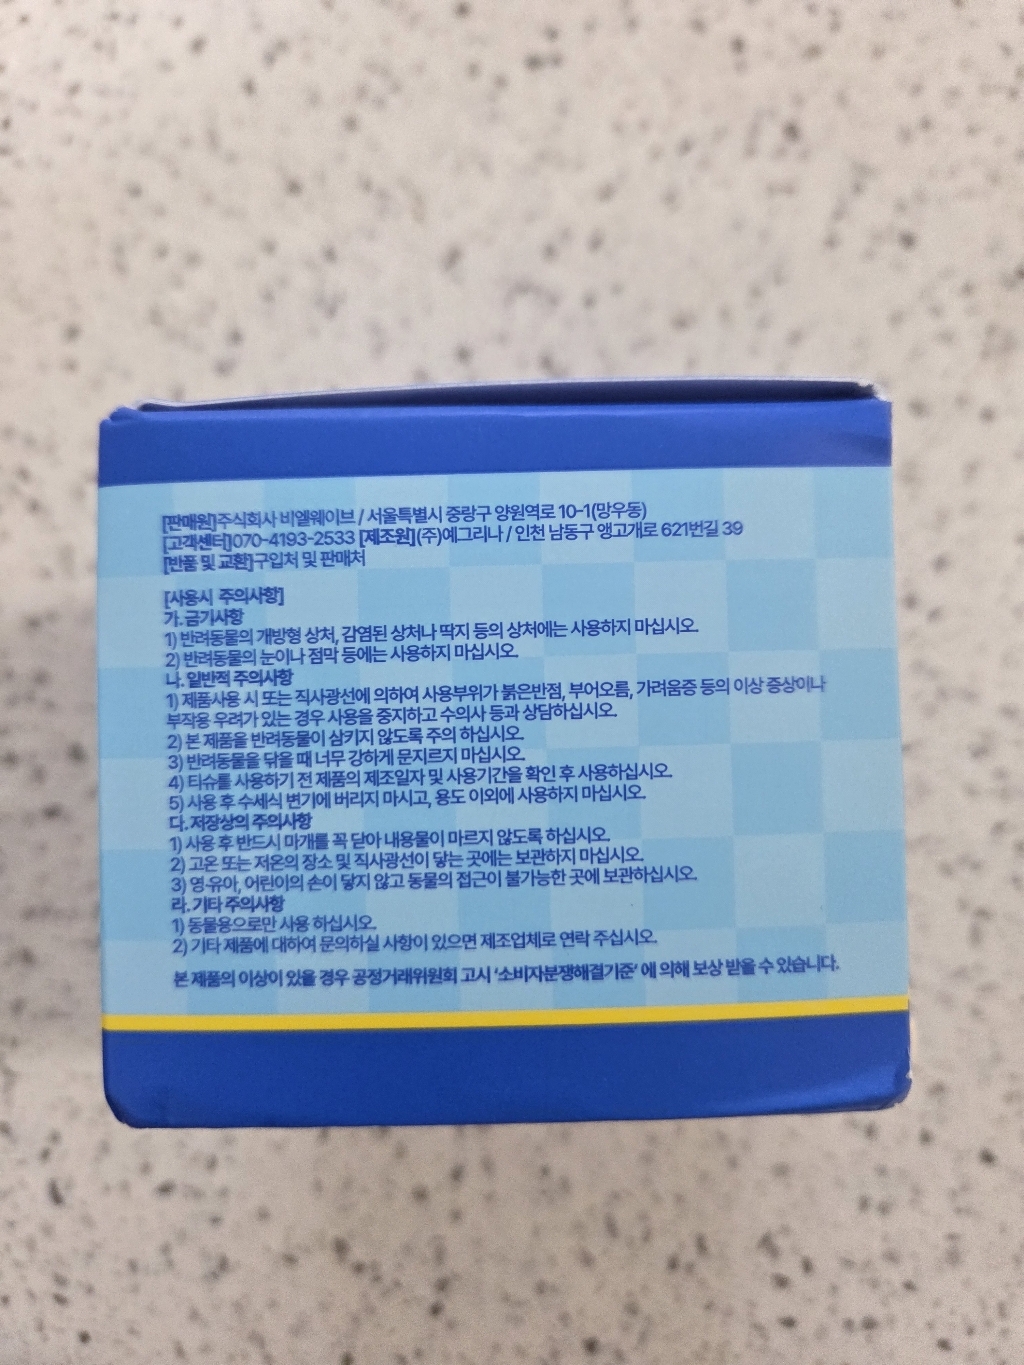 [판매원]주식회사 비엘웨이브 / 서울특별시 중랑구 양원역로 10-1(망우동)
[고객센터]070-4193-2533 [제조원](주)예그리나 / 인천 남동구 앵고개로 621번길 39
[반품 및 교환]구입처 및 판매처
[사용시 주의사항]
가. 금기사항
1) 반려동물의 개방형 상처, 감염된 상처나 딱지 등의 상처에는 사용하지 마십시오.
2) 반려동물의 눈이나 점막 등에는 사용하지 마십시오.
나. 일반적 주의사항
1) 제품사용 시 또는 직사광선에 의하여 사용부위가 붉은반점, 부어오름, 가려움증 등의 이상 증상이나
부작용 우려가 있는 경우 사용을 중지하고 수의사 등과 상담하십시오.
2) 본 제품을 반려동물이 삼키지 않도록 주의 하십시오.
3) 반려동물을 닦을 때 너무 강하게 문지르지 마십시오.
4) 티슈를 사용하기 전 제품의 제조일자 및 사용기간을 확인 후 사용하십시오.
5) 사용 후 수세식 변기에 버리지 마시고, 용도 이외에 사용하지 마십시오.
다. 저장상의 주의사항
1) 사용 후 반드시 마개를 꼭 닫아 내용물이 마르지 않도록 하십시오.
2) 고온 또는 저온의 장소 및 직사광선이 닿는 곳에는 보관하지 마십시오.
3) 영·유아, 어린이의 손이 닿지 않고 동물의 접근이 불가능한 곳에 보관하십시오.
라. 기타 주의사항
1) 동물용으로만 사용 하십시오.
2) 기타 제품에 대하여 문의하실 사항이 있으면 제조업체로 연락 주십시오.
본 제품의 이상이 있을 경우 공정거래위원회 고시 '소비자분쟁해결기준' 에 의해 보상 받을 수 있습니다.